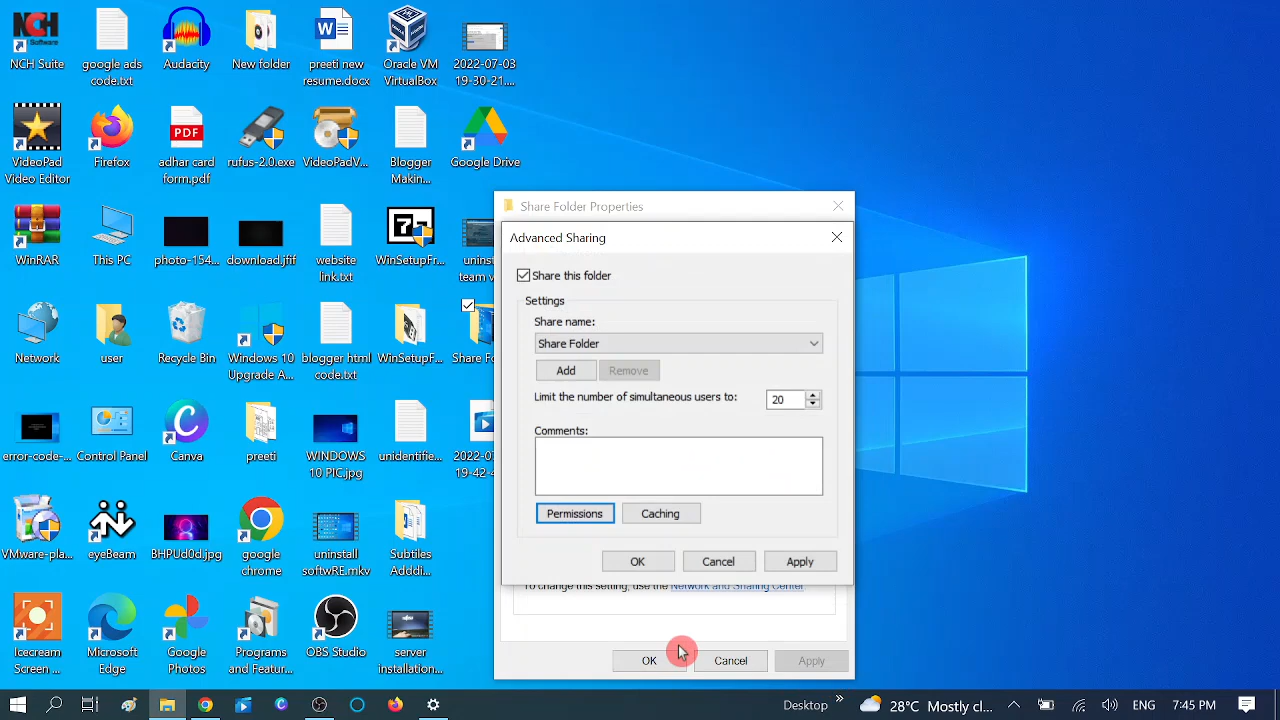 NCH Suite
google ads
code.txt
Audacity
New folder
preeti new
resume.docx
Oracle VM
VirtualBox
2022-07-03
19-30-21....
VideoPad
Video Editor
Firefox
PDF
adhar card
form.pdf
rufus-2.0.exe
VideoPadV...
Blogger
Makin...
Google Drive
WinRAR
This PC
photo-154...
download.jfif
website
link.txt
WinSetupFr...
uninst
team v
Network
user
Recycle Bin
Windows 10
Upgrade A...
blogger html
code.txt
WinSetupF...
Share Fo
error-code-...
Control Panel
Canva
preeti
WINDOWS
10 PIC.jpg
unidentifie...
2022-07
19-42-4
VMware-pla...
eyeBeam
BHPUd0d.jpg
google
chrome
uninstall
softwRE.mkv
Subtiles
Adddi...
Icecream
Screen ...
Microsoft
Edge
Google
Photos
Programs
and Featur...
OBS Studio
server
installation...
Share Folder Properties
Advanced Sharing
Share this folder
Settings
Share name:
Share Folder
Add
Remove
Limit the number of simultaneous users to:
20
Comments:
Permissions
Caching
OK
Cancel
Apply
To change this setting, use the Network and Sharing Center.
OK
Cancel
Apply
Desktop
28°C Mostly cl...
ENG
7:45 PM